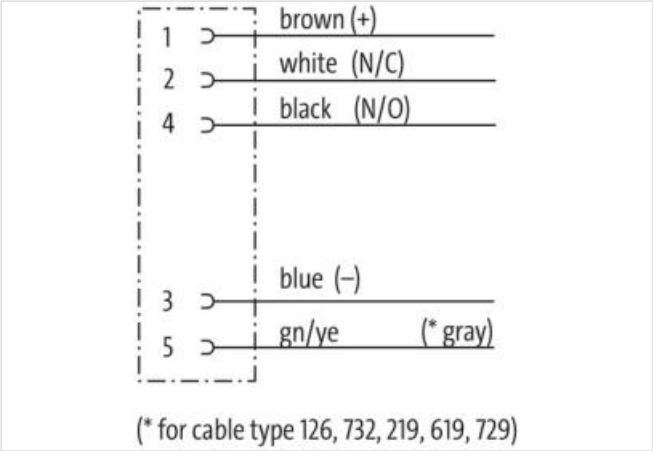 1 brown (+)
2 white (N/C)
4 black (N/O)
3 blue (–)
5 gn/ye (* gray)
(* for cable type 126, 732, 219, 619, 729)